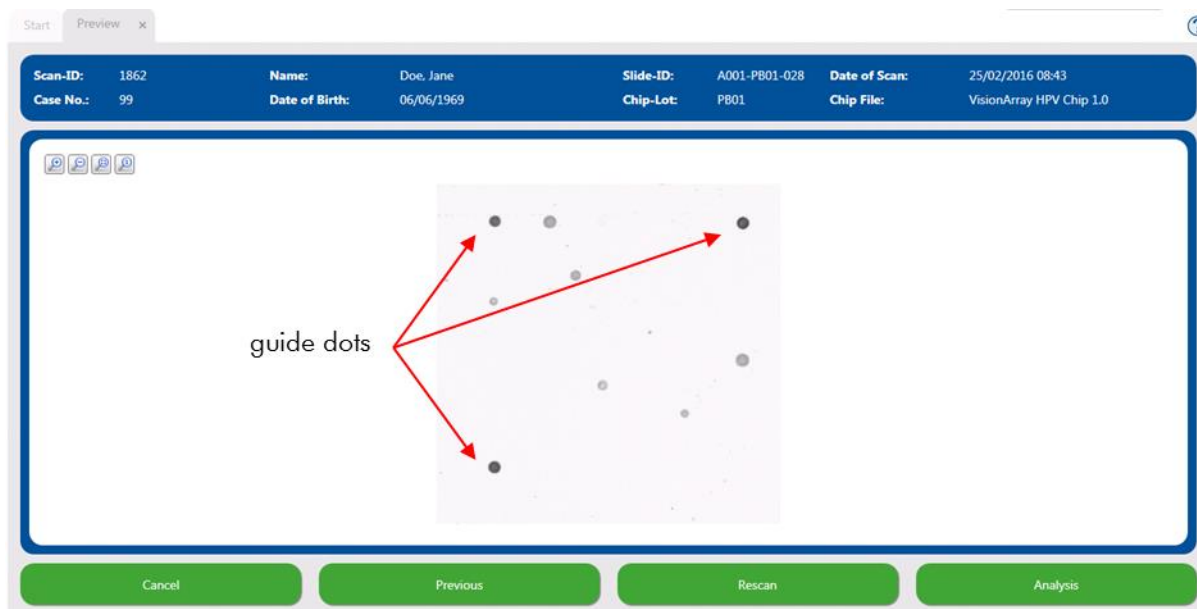 Start Preview x
Scan-ID: 1862 Name: Doe, Jane Slide-ID: A001-PB01-028 Date of Scan: 25/02/2016 08:43
Case No.: 99 Date of Birth: 06/06/1969 Chip-Lot: PB01 Chip File: VisionArray HPV Chip 1.0
guide dots
Cancel Previous Rescan Analysis